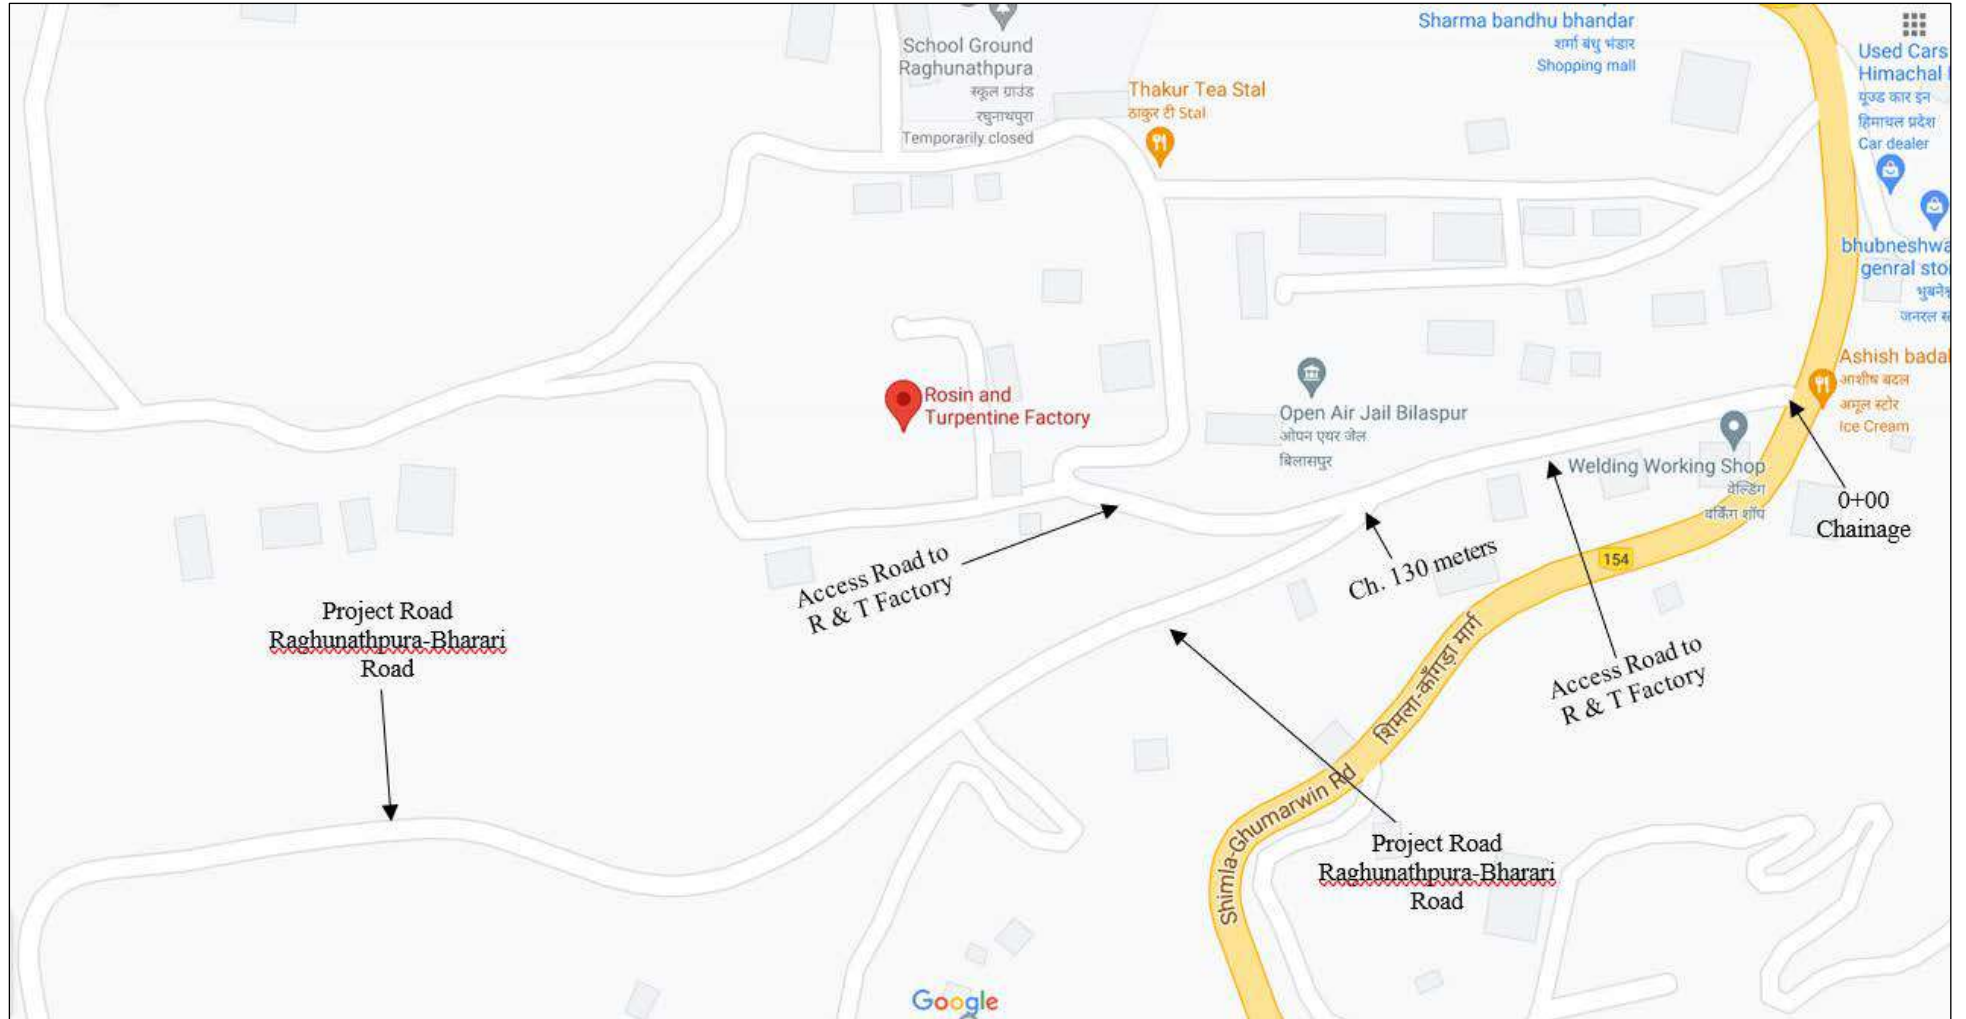 Sharma bandhu bhandar
शर्मा बंधु भंडार
Shopping mall
School Ground
Raghunathpura
स्कूल ग्राउंड
रघुनाथपुरा
Temporarily closed
Thakur Tea Stal
ठाकुर टी Stal
Used Cars
Himachal
यूज्ड कार इन
हिमाचल प्रदेश
Car dealer
bhubneshwa
genral sto
भुबने
जनरल
Rosin and
Turpentine Factory
Open Air Jail Bilaspur
ओपन एयर जेल
बिलासपुर
Ashish badal
आशीष बदल
अमूल स्टोर
Ice Cream
Welding Working Shop
वेल्डिंग
वर्किंग शॉप
0+00
Chainage
Access Road to
R & T Factory
Ch. 130 meters
154
Project Road
Raghunathpura-Bharari
Road
Access Road to
R & T Factory
शिमला-काँगड़ा मार्ग
Shimla-Ghumarwin Rd
Project Road
Raghunathpura-Bharari
Road
Google